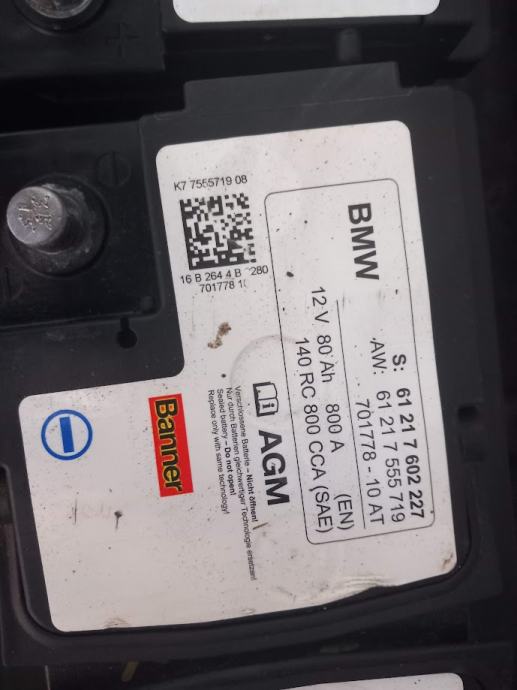 BMW
S: 61 21 7 602 227
AW: 61 21 7 555 719
701778 - 10 AT
12 V 80 Ah 800 A (EN)
140 RC 800 CCA (SAE)
K7 7555719 08
16 B 264 4 B 280
701778 1
AGM
Verschlossene Batterie – Nicht öffnen!
Nur durch Batterien gleichwertiger Technologie ersetzen!
Sealed battery – Do not open!
Replace only with same technology!
Banner